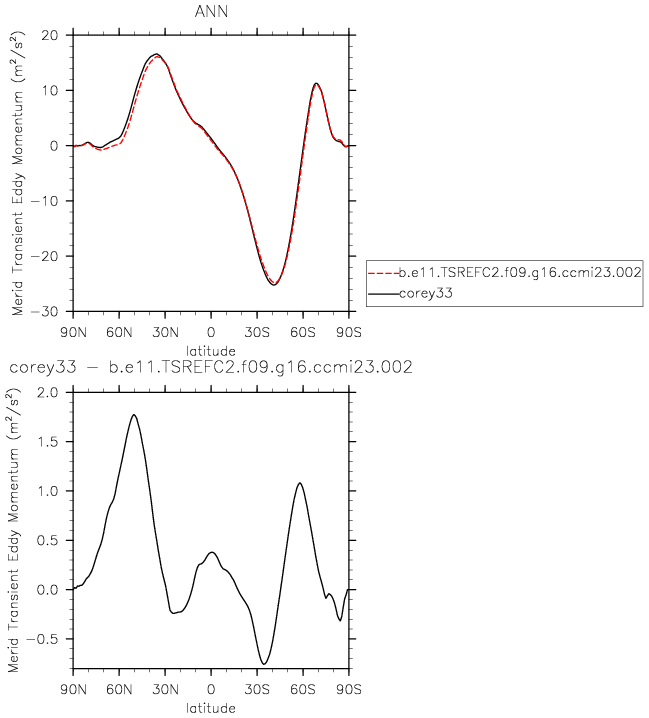 ANN
Merid Transient Eddy Momentum (m²/s²)
20
10
0
−10
−20
−30
90N 60N 30N 0 30S 60S 90S
latitude
b.e11.TSREFC2.f09.g16.ccmi23.002
corey33
corey33 − b.e11.TSREFC2.f09.g16.ccmi23.002
Merid Transient Eddy Momentum (m²/s²)
2.0
1.5
1.0
0.5
0.0
−0.5
90N 60N 30N 0 30S 60S 90S
latitude